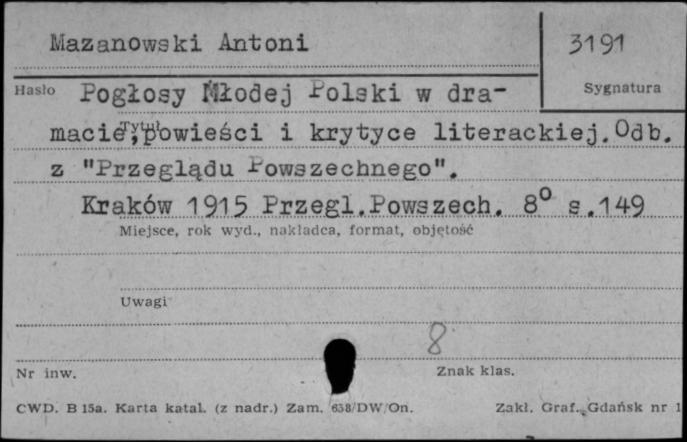 Mazanowski Antoni
3191
Hasło
Sygnatura
Pogłosy Młodej Polski w dra-
Tytuł
macie, powieści i krytyce literackiej. Odb.
z "Przeglądu Powszechnego".
Kraków 1915 Przegl. Powszech. 8° s. 149
Miejsce, rok wyd., nakładca, format, objętość
Uwagi
8
Nr inw.
Znak klas.
CWD. B 15a. Karta katal. (z nadr.) Zam. 638/DW/On.
Zakł. Graf. Gdańsk nr 1